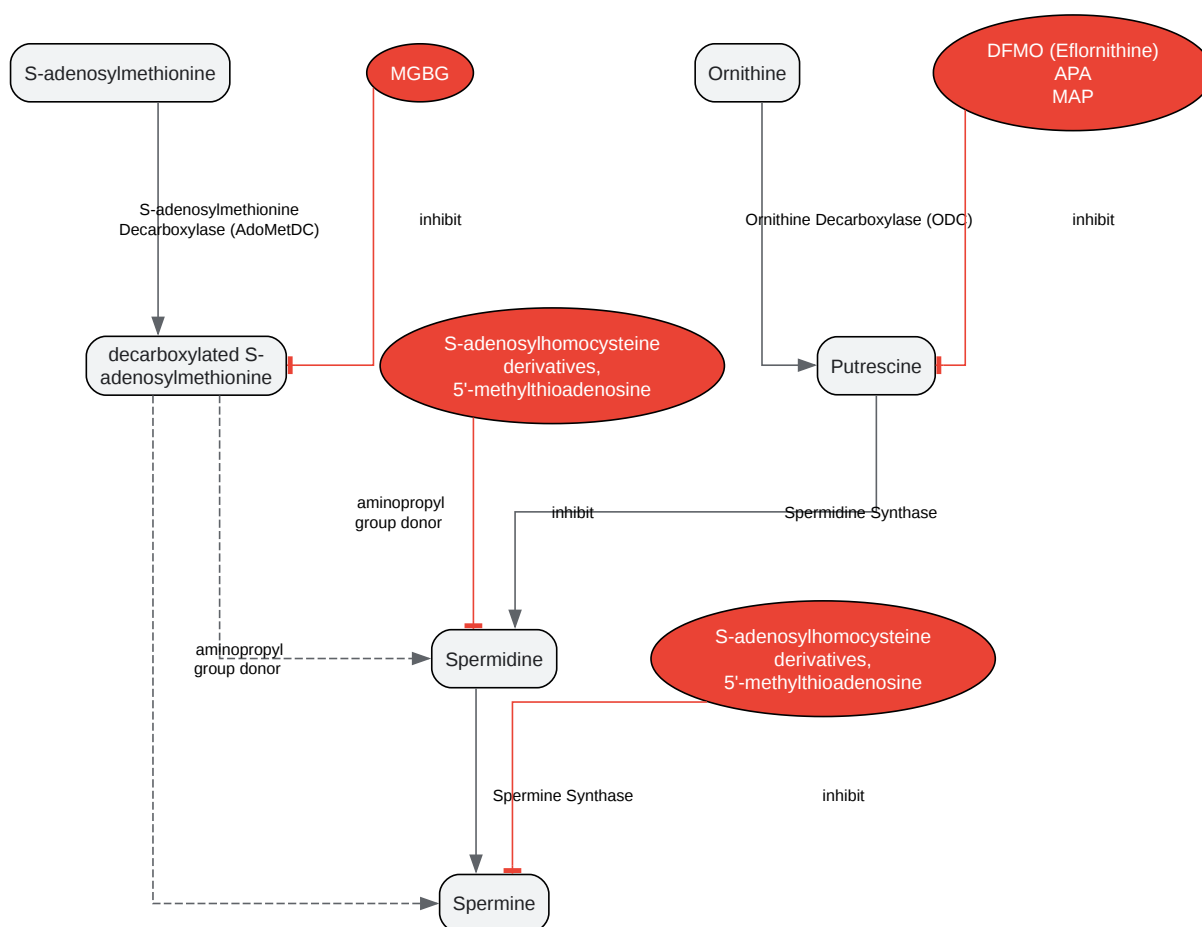 S-adenosylmethionine
MGBG
Ornithine
DFMO (Eflornithine)
APA
MAP
S-adenosylmethionine
Decarboxylase (AdoMetDC)
inhibit
Ornithine Decarboxylase (ODC)
inhibit
decarboxylated S-
adenosylmethionine
S-adenosylhomocysteine
derivatives,
5'-methylthioadenosine
Putrescine
aminopropyl
group donor
inhibit
Spermidine Synthase
aminopropyl
group donor
Spermidine
S-adenosylhomocysteine
derivatives,
5'-methylthioadenosine
Spermine Synthase
inhibit
Spermine